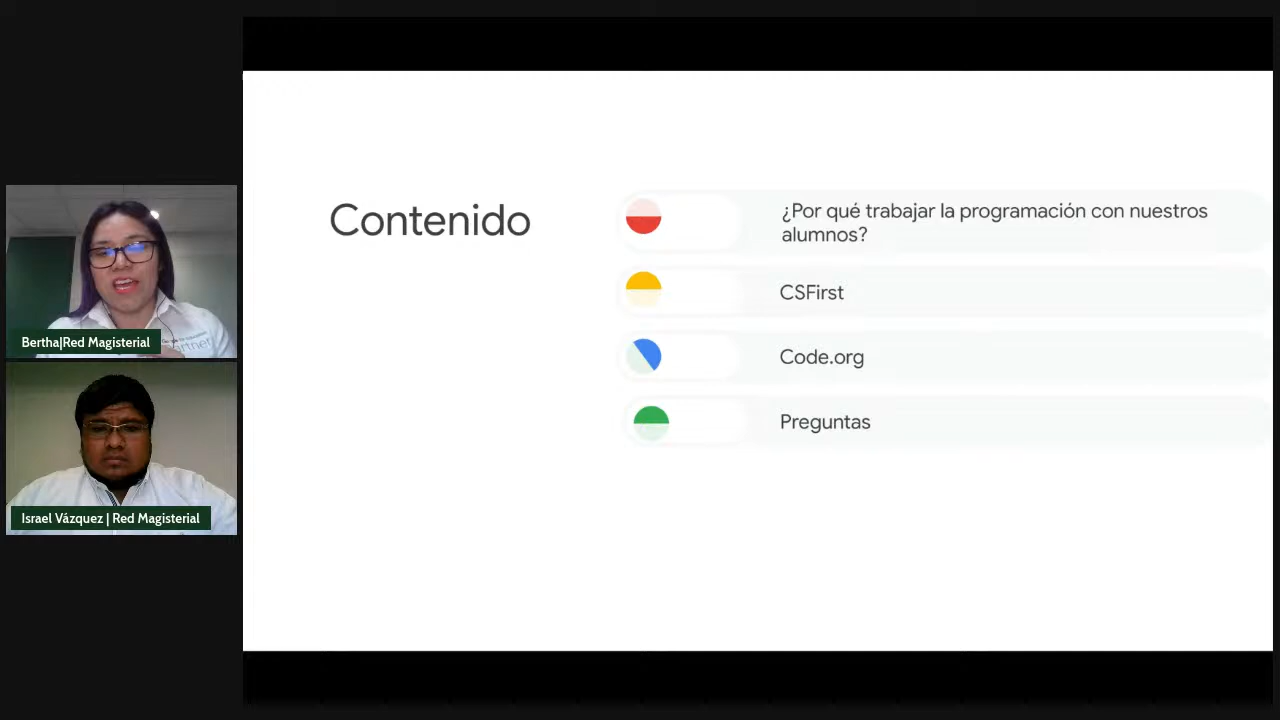 Contenido
¿Por qué trabajar la programación con nuestros
alumnos?
CSFirst
Code.org
Preguntas
Bertha|Red Magisterial
Israel Vázquez | Red Magisterial